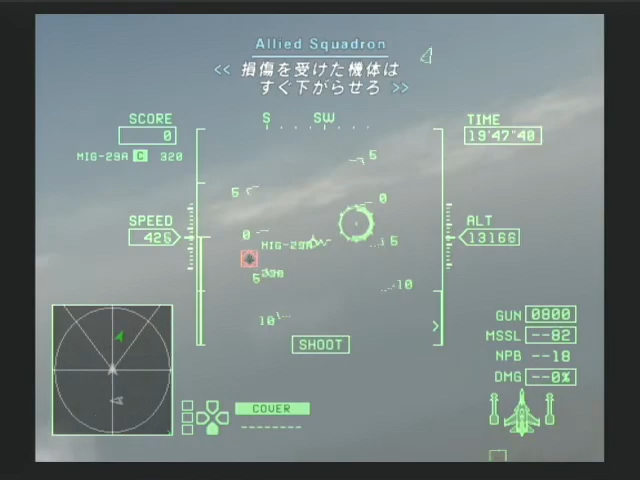 Allied Squadron
<< 損傷を受けた機体は
すぐ下がらせろ >>
S SW
SCORE
0
MIG-29A C 320
TIME
19'47"40
5
5
0
SPEED
425
ALT
13166
0
MIG-29A
5
5
10
10
SHOOT
GUN 0800
MSSL --82
NPB --18
DMG --0%
COVER
--------